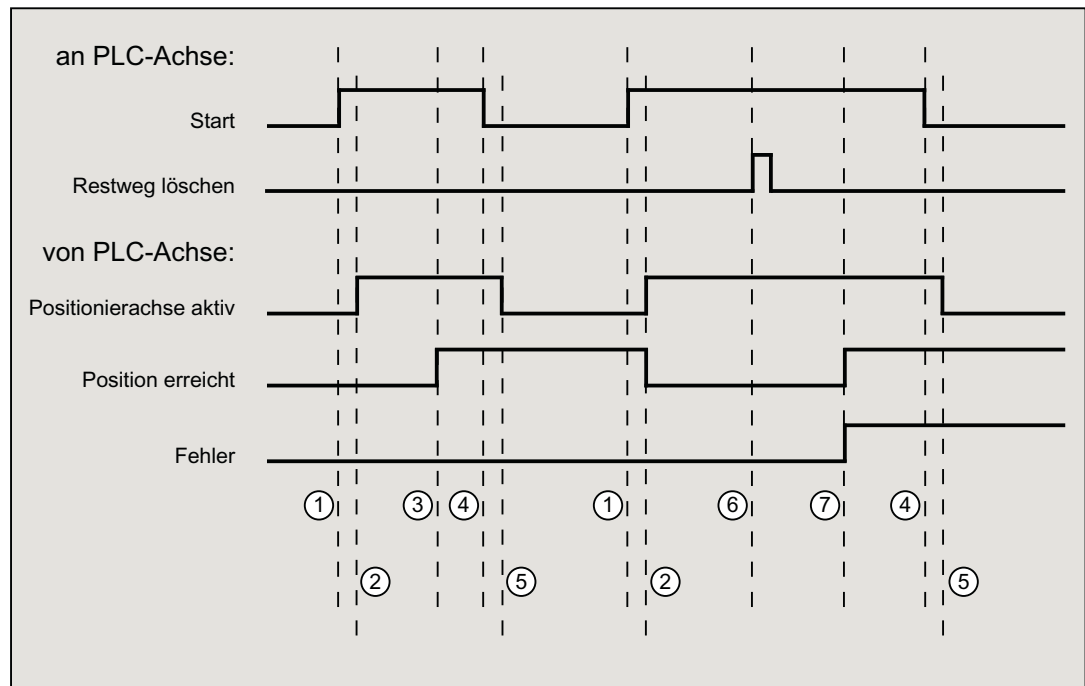 an PLC-Achse:
Start
Restweg löschen
von PLC-Achse:
Positionierachse aktiv
Position erreicht
Fehler
1 3 4 1 6 7 4
2 5 2 5